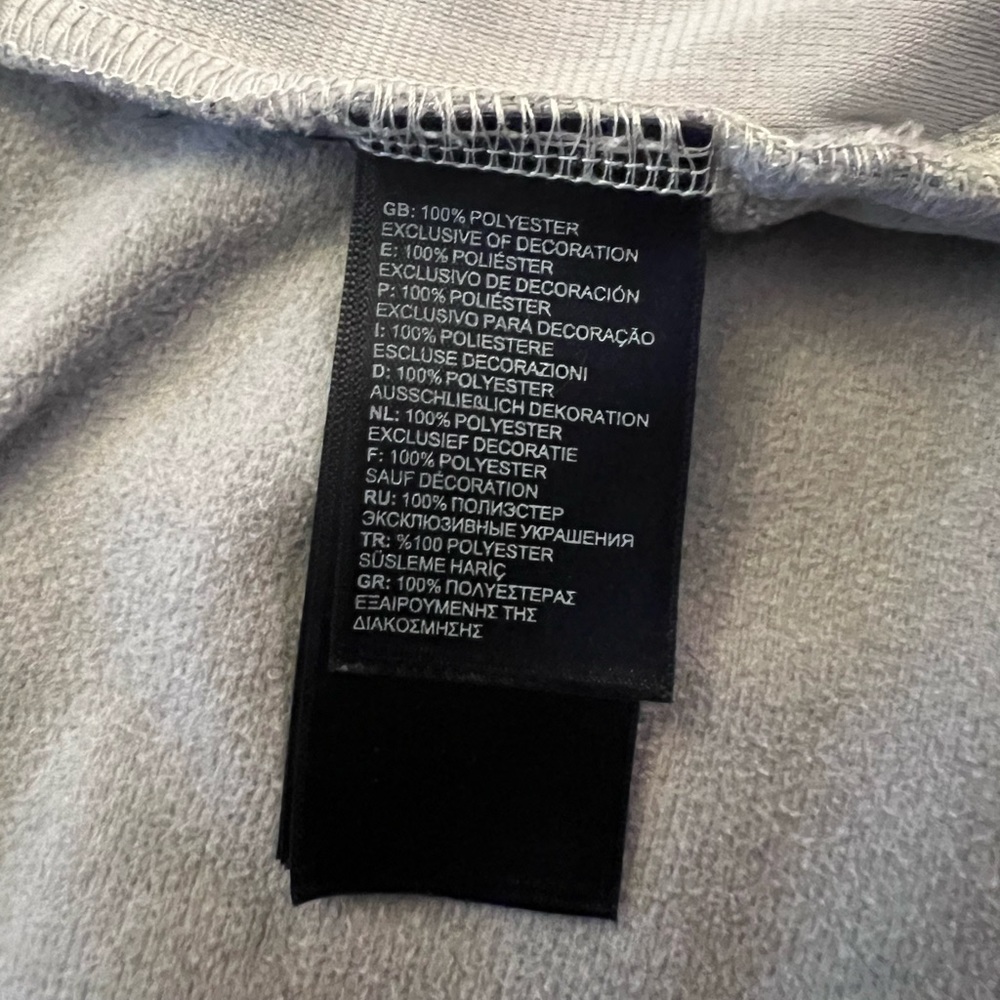 GB: 100% POLYESTER
EXCLUSIVE OF DECORATION
E: 100% POLIÉSTER
EXCLUSIVO DE DECORACIÓN
P: 100% POLIÉSTER
EXCLUSIVO PARA DECORAÇÃO
I: 100% POLIESTERE
ESCLUSE DECORAZIONI
D: 100% POLYESTER
AUSSCHLIEßLICH DEKORATION
NL: 100% POLYESTER
EXCLUSIEF DECORATIE
F: 100% POLYESTER
SAUF DÉCORATION
RU: 100% ПОЛИЭСТЕР
ЭКСКЛЮЗИВНЫЕ УКРАШЕНИЯ
TR: %100 POLYESTER
SÜSLEME HARİÇ
GR: 100% ΠΟΛΥΕΣΤΕΡΑΣ
ΕΞΑΙΡΟΥΜΕΝΗΣ ΤΗΣ
ΔΙΑΚΟΣΜΗΣΗΣ